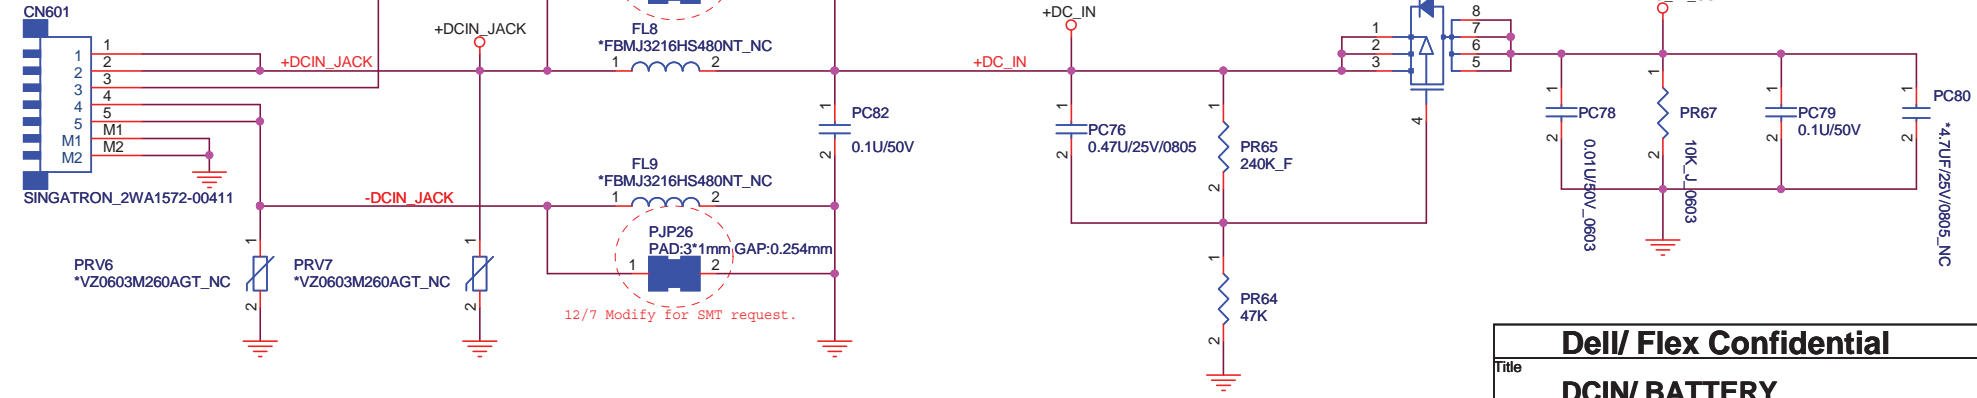 CN601
1
2
3
4
5
M1
M2
1
2
3
4
5
M1
M2
SINGATRON_2WA1572-00411
+DCIN_JACK
+DCIN_JACK
-DCIN_JACK
1
PRV6
*VZ0603M260AGT_NC
2
1
PRV7
*VZ0603M260AGT_NC
2
FL8
*FBMJ3216HS480NT_NC
1
2
FL9
*FBMJ3216HS480NT_NC
1
2
PJP26
PAD:3*1mm GAP:0.254mm
1
2
12/7 Modify for SMT request.
1
PC82
0.1U/50V
2
+DC_IN
+DC_IN
1
PC76
0.47U/25V/0805
2
1
PR65
240K_F
2
1
PR64
47K
2
1
2
3
4
8
7
6
5
1
PC78
2
0.01U/50V_0603
1
PR67
2
10K_J_0603
1
PC79
0.1U/50V
2
1
PC80
2
*4.7UF/25V/0805_NC
Dell/ Flex Confidential
Title
DCIN/ BATTERY